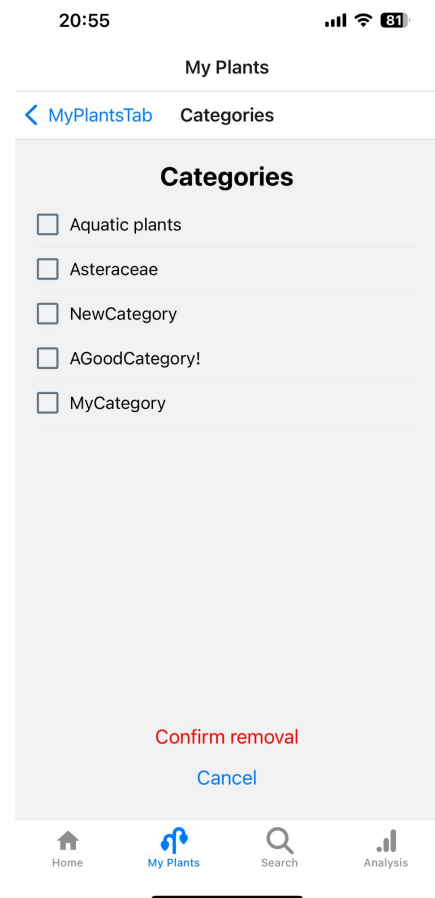 20:55
81
My Plants
MyPlantsTab Categories
Categories
Aquatic plants
Asteraceae
NewCategory
AGoodCategory!
MyCategory
Confirm removal
Cancel
Home My Plants Search Analysis